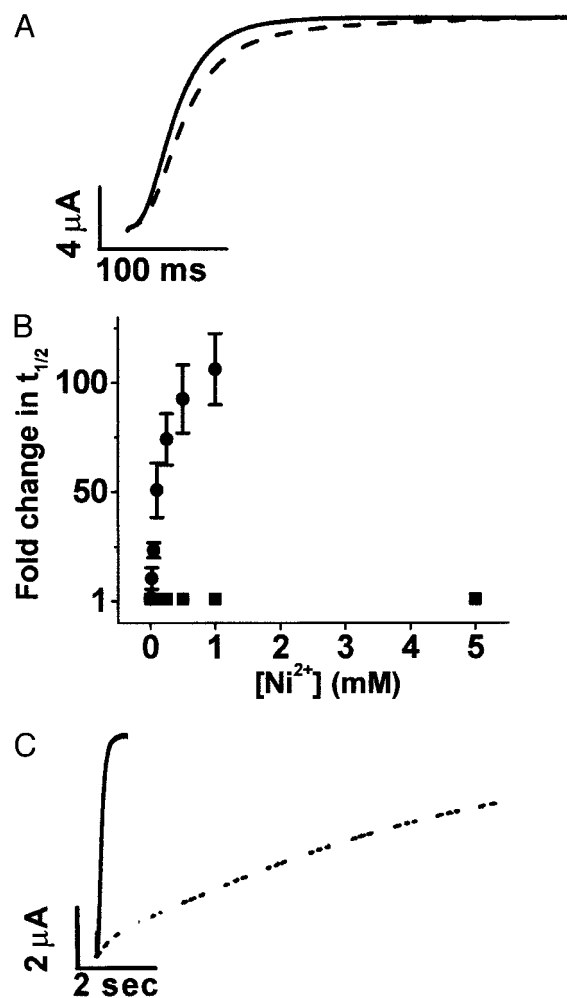 A
4 µA
100 ms
B
Fold change in t1/2
100
50
1
0 1 2 3 4 5
[Ni2+] (mM)
C
2 µA
2 sec